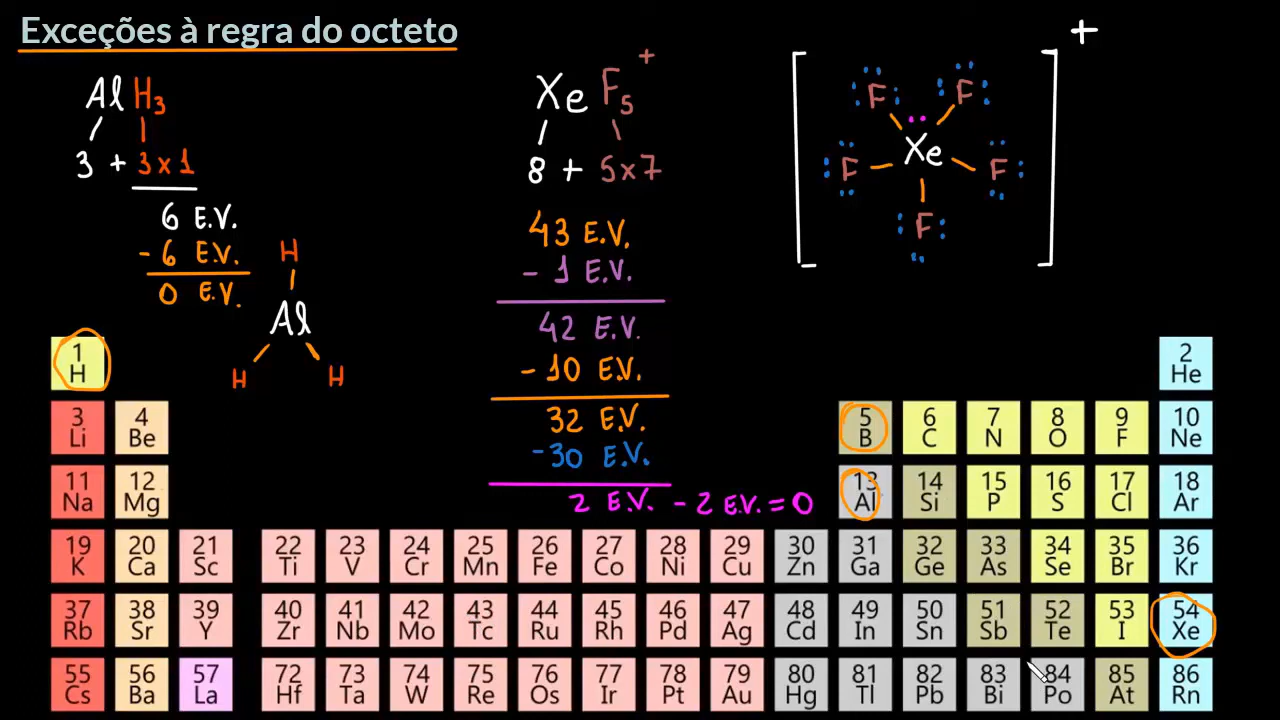 Exceções à regra do octeto
Al H3
3 + 3x1
6 E.V.
- 6 E.V.
0 E.V.
H
Al
H H
Xe F5 +
8 + 5x7
43 E.V.
- 1 E.V.
42 E.V.
- 10 E.V.
32 E.V.
- 30 E.V.
2 E.V. - 2 E.V. = 0
[ ] +
F F
F Xe F
F
1 2
H He
3 4 5 6 7 8 9 10
Li Be B C N O F Ne
11 12 13 14 15 16 17 18
Na Mg Al Si P S Cl Ar
19 20 21 22 23 24 25 26 27 28 29 30 31 32 33 34 35 36
K Ca Sc Ti V Cr Mn Fe Co Ni Cu Zn Ga Ge As Se Br Kr
37 38 39 40 41 42 43 44 45 46 47 48 49 50 51 52 53 54
Rb Sr Y Zr Nb Mo Tc Ru Rh Pd Ag Cd In Sn Sb Te I Xe
55 56 57 72 73 74 75 76 77 78 79 80 81 82 83 84 85 86
Cs Ba La Hf Ta W Re Os Ir Pt Au Hg Tl Pb Bi Po At Rn